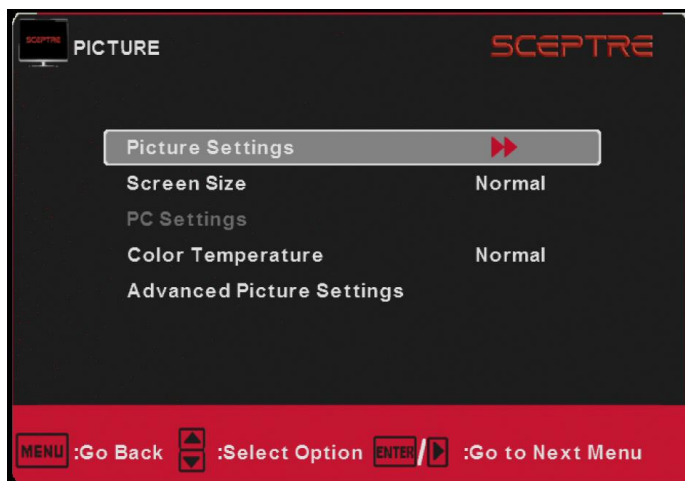 SCEPTRE
PICTURE
SCEPTRE
Picture Settings
Screen Size Normal
PC Settings
Color Temperature Normal
Advanced Picture Settings
MENU :Go Back :Select Option ENTER/ :Go to Next Menu